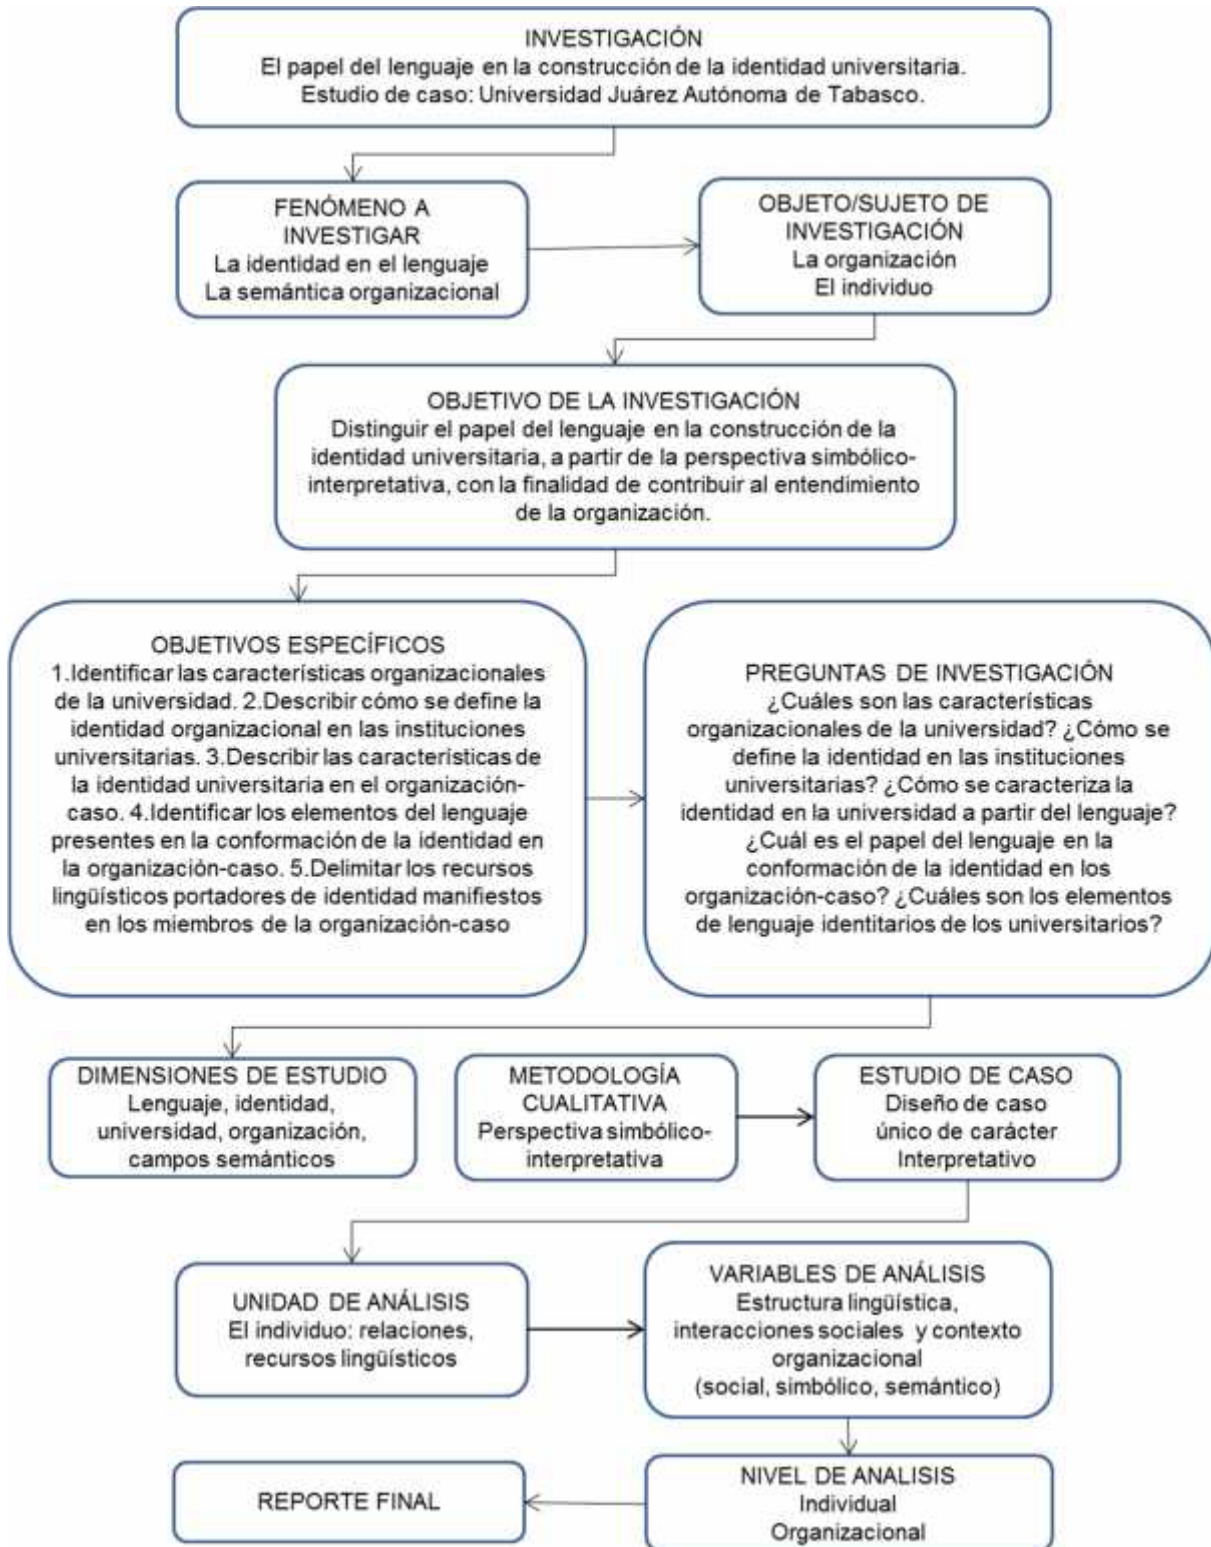 INVESTIGACIÓN
El papel del lenguaje en la construcción de la identidad universitaria.
Estudio de caso: Universidad Juárez Autónoma de Tabasco.
FENÓMENO A
INVESTIGAR
La identidad en el lenguaje
La semántica organizacional
OBJETO/SUJETO DE
INVESTIGACIÓN
La organización
El individuo
OBJETIVO DE LA INVESTIGACIÓN
Distinguir el papel del lenguaje en la construcción de la
identidad universitaria, a partir de la perspectiva simbólico-
interpretativa, con la finalidad de contribuir al entendimiento
de la organización.
OBJETIVOS ESPECÍFICOS
1.Identificar las características organizacionales
de la universidad. 2.Describir cómo se define la
identidad organizacional en las instituciones
universitarias. 3.Describir las características de
la identidad universitaria en el organización-
caso. 4.Identificar los elementos del lenguaje
presentes en la conformación de la identidad en
la organización-caso. 5.Delimitar los recursos
lingüísticos portadores de identidad manifiestos
en los miembros de la organización-caso
PREGUNTAS DE INVESTIGACIÓN
¿Cuáles son las características
organizacionales de la universidad? ¿Cómo se
define la identidad en las instituciones
universitarias? ¿Cómo se caracteriza la
identidad en la universidad a partir del lenguaje?
¿Cuál es el papel del lenguaje en la
conformación de la identidad en los
organización-caso? ¿Cuáles son los elementos
de lenguaje identitarios de los universitarios?
DIMENSIONES DE ESTUDIO
Lenguaje, identidad,
universidad, organización,
campos semánticos
METODOLOGÍA
CUALITATIVA
Perspectiva simbólico-
interpretativa
ESTUDIO DE CASO
Diseño de caso
único de carácter
Interpretativo
UNIDAD DE ANÁLISIS
El individuo: relaciones,
recursos lingüísticos
VARIABLES DE ANÁLISIS
Estructura lingüística,
interacciones sociales y contexto
organizacional
(social, simbólico, semántico)
REPORTE FINAL
NIVEL DE ANALISIS
Individual
Organizacional